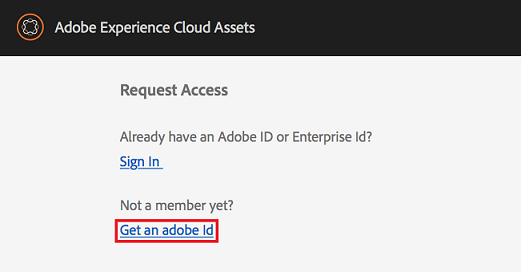 Adobe Experience Cloud Assets
Request Access
Already have an Adobe ID or Enterprise Id?
Sign In
Not a member yet?
Get an adobe Id